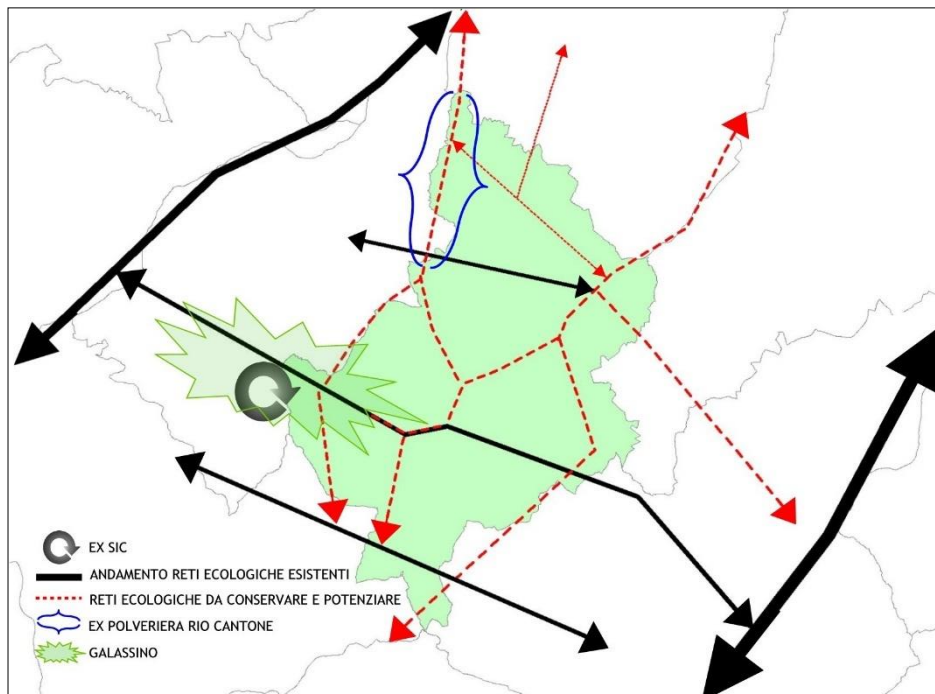 EX SIC
ANDAMENTO RETI ECOLOGICHE ESISTENTI
RETI ECOLOGICHE DA CONSERVARE E POTENZIARE
EX POLVERIERA RIO CANTONE
GALASSINO